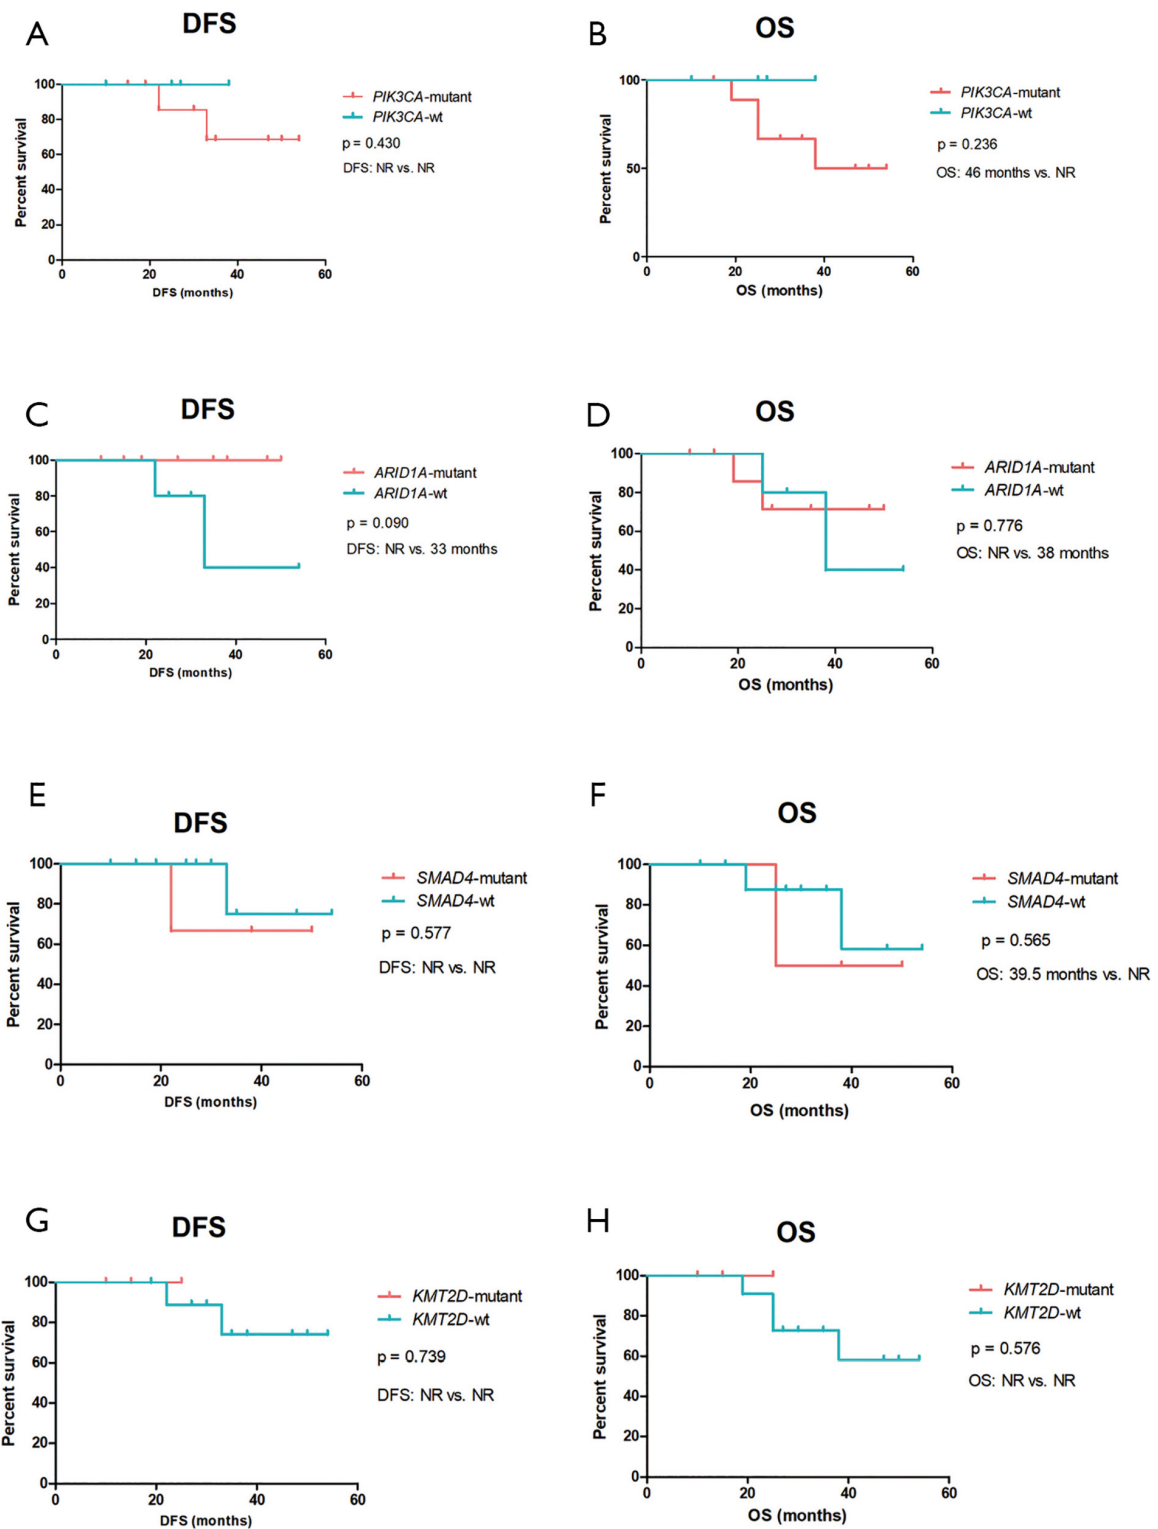 A
DFS
100
80
60
40
20
0
0 20 40 60
Percent survival
DFS (months)
PIK3CA-mutant
PIK3CA-wt
p = 0.430
DFS: NR vs. NR
B
OS
100
50
0
0 20 40 60
Percent survival
OS (months)
PIK3CA-mutant
PIK3CA-wt
p = 0.236
OS: 46 months vs. NR
C
DFS
100
80
60
40
20
0
0 20 40 60
Percent survival
DFS (months)
ARID1A-mutant
ARID1A-wt
p = 0.090
DFS: NR vs. 33 months
D
OS
100
80
60
40
20
0
0 20 40 60
Percent survival
OS (months)
ARID1A-mutant
ARID1A-wt
p = 0.776
OS: NR vs. 38 months
E
DFS
100
80
60
40
20
0
0 20 40 60
Percent survival
DFS (months)
SMAD4-mutant
SMAD4-wt
p = 0.577
DFS: NR vs. NR
F
OS
100
80
60
40
20
0
0 20 40 60
Percent survival
OS (months)
SMAD4-mutant
SMAD4-wt
p = 0.565
OS: 39.5 months vs. NR
G
DFS
100
80
60
40
20
0
0 20 40 60
Percent survival
DFS (months)
KMT2D-mutant
KMT2D-wt
p = 0.739
DFS: NR vs. NR
H
OS
100
80
60
40
20
0
0 20 40 60
Percent survival
OS (months)
KMT2D-mutant
KMT2D-wt
p = 0.576
OS: NR vs. NR